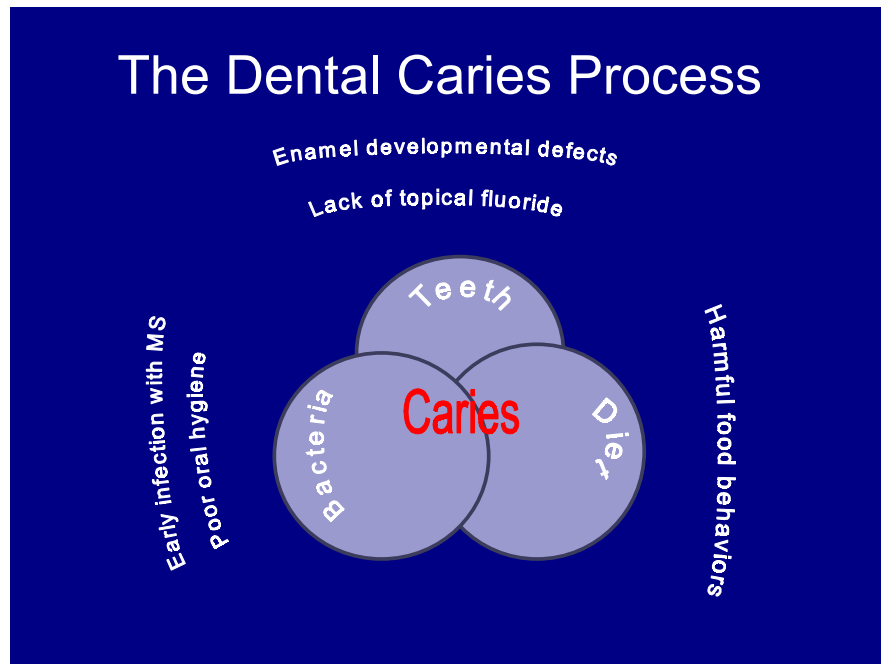 The Dental Caries Process
Enamel developmental defects
Lack of topical fluoride
Teeth
Early infection with MS
Poor oral hygiene
Bacteria
Caries
Diet
Harmful food behaviors